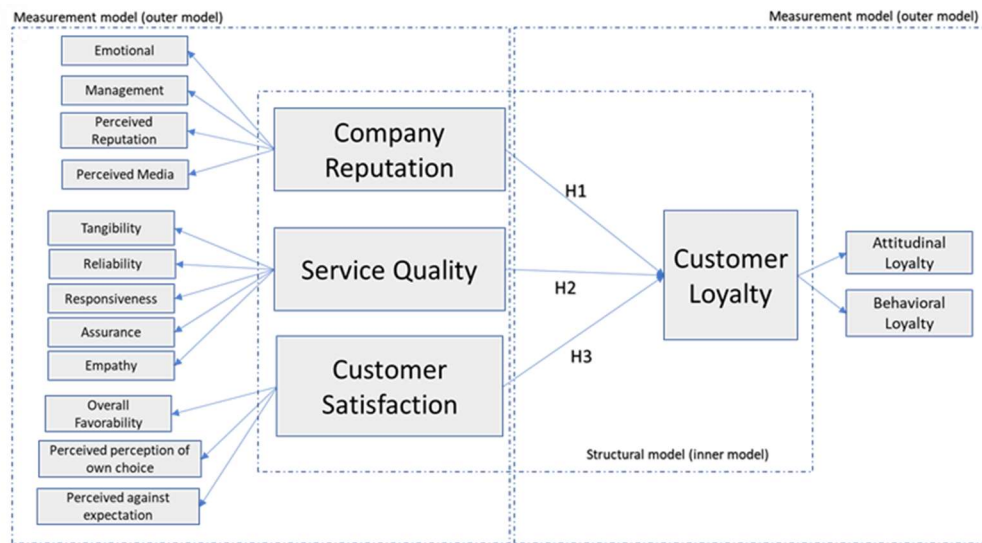 Measurement model (outer model)
Measurement model (outer model)
Emotional
Management
Perceived
Reputation
Perceived Media
Company
Reputation
H1
Tangibility
Reliability
Responsiveness
Assurance
Empathy
Service Quality
H2
Customer
Loyalty
Attitudinal
Loyalty
Behavioral
Loyalty
Customer
Satisfaction
H3
Overall
Favorability
Perceived perception of
own choice
Perceived against
expectation
Structural model (inner model)